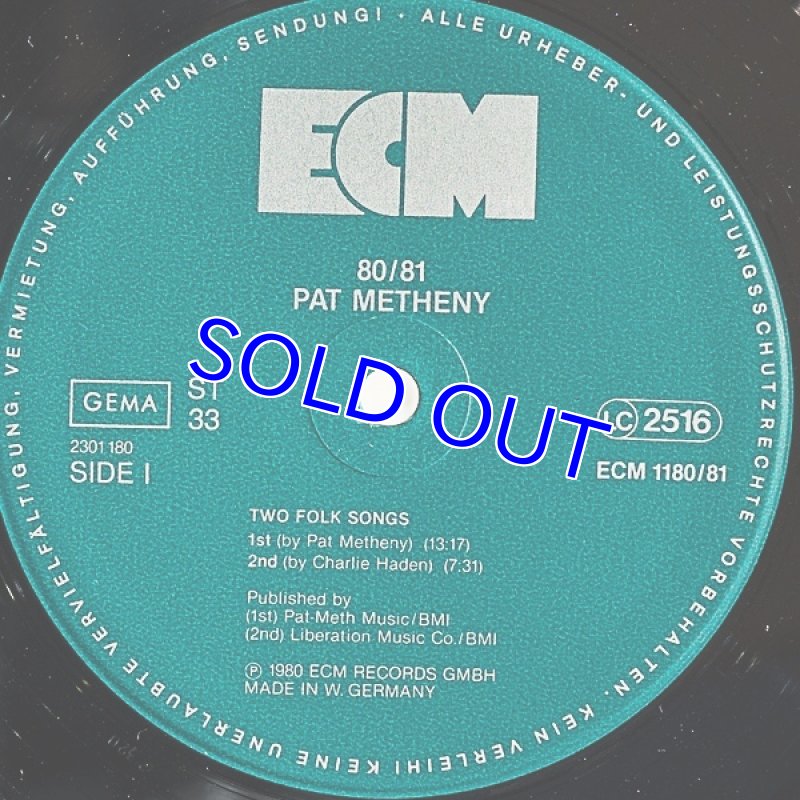 ALLE URHEBER- UND LEISTUNGSSCHUTZRECHTE VORBEHALTEN. KEIN VERLEIH! KEINE UNERLAUBTE VERVIELFÄLTIGUNG, VERMIETUNG, AUFFÜHRUNG, SENDUNG! •
ECM
80/81
PAT METHENY
SOLD OUT
GEMA
ST
33
2301 180
SIDE I
LC 2516
ECM 1180/81
TWO FOLK SONGS
1st (by Pat Metheny) (13:17)
2nd (by Charlie Haden) (7:31)
Published by
(1st) Pat-Meth Music/BMI
(2nd) Liberation Music Co./BMI
℗ 1980 ECM RECORDS GMBH
MADE IN W. GERMANY